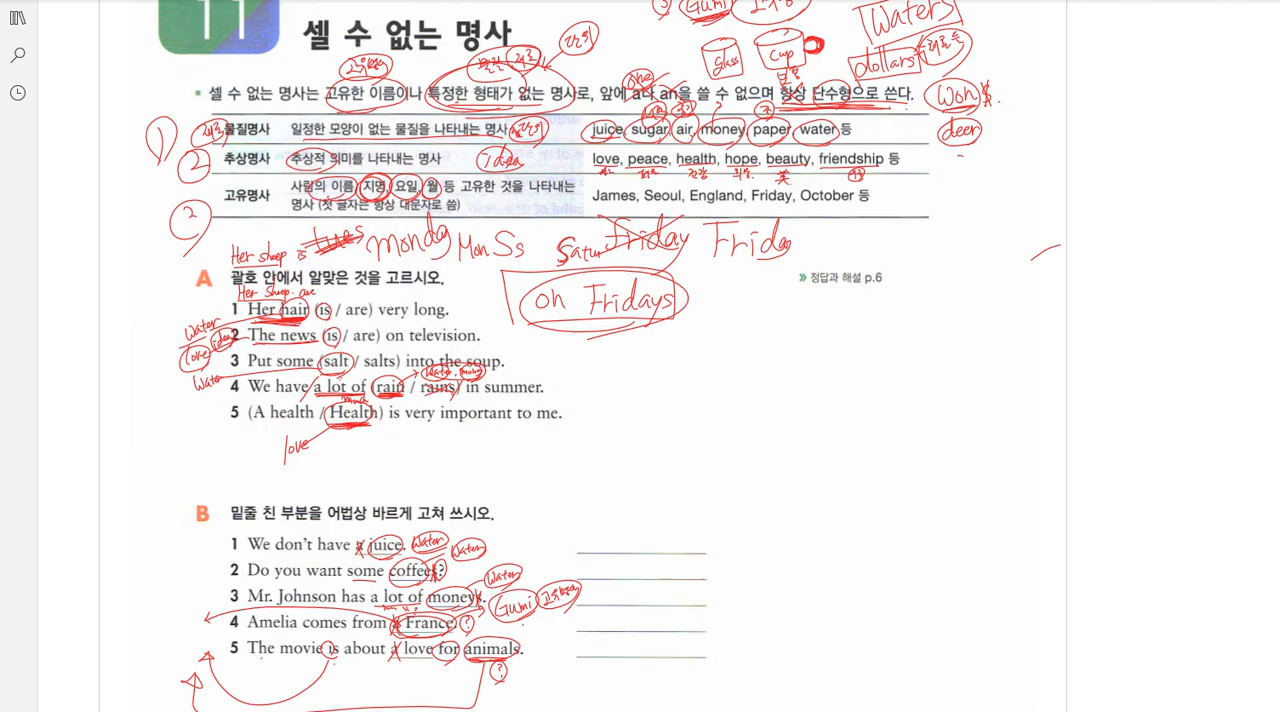 11
셀 수 없는 명사
Gumi
Waters
glass
Cup
dollars
• 셀 수 없는 명사는 고유한 이름이나 특정한 형태가 없는 명사로, 앞에 a나 an을 쓸 수 없으며 항상 단수형으로 쓴다.
one
deer
① 물질명사 일정한 모양이 없는 물질을 나타내는 명사 juice, sugar, air, money, paper, water 등
② 추상명사 추상적 의미를 나타내는 명사 Idea love, peace, health, hope, beauty, friendship 등
고유명사 사람의 이름, 지명, 요일, 월 등 고유한 것을 나타내는
명사 (첫 글자는 항상 대문자로 씀) James, Seoul, England, Friday, October 등
Her sheep is Friday
A 괄호 안에서 알맞은 것을 고르시오.
» 정답과 해설 p.6
Her sheep are
on Fridays
1 Her hair (is / are) very long.
Water
2 The news (is / are) on television.
love idea
3 Put some (salt / salts) into the soup.
Water
4 We have a lot of (rain / rains) in summer.
5 (A health / Health) is very important to me.
love
B 밑줄 친 부분을 어법상 바르게 고쳐 쓰시오.
1 We don't have a juice. Water
2 Do you want some coffees? Water
3 Mr. Johnson has a lot of moneys. Water
4 Amelia comes from a France. ? Gumi
5 The movie is about a love for animals.
?